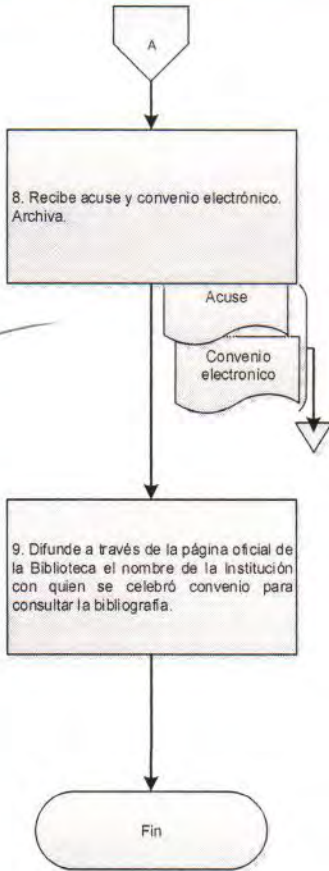 A
8. Recibe acuse y convenio electrónico.
Archiva.
Acuse
Convenio
electronico
9. Difunde a través de la página oficial de
la Biblioteca el nombre de la Institución
con quien se celebró convenio para
consultar la bibliografía.
Fin